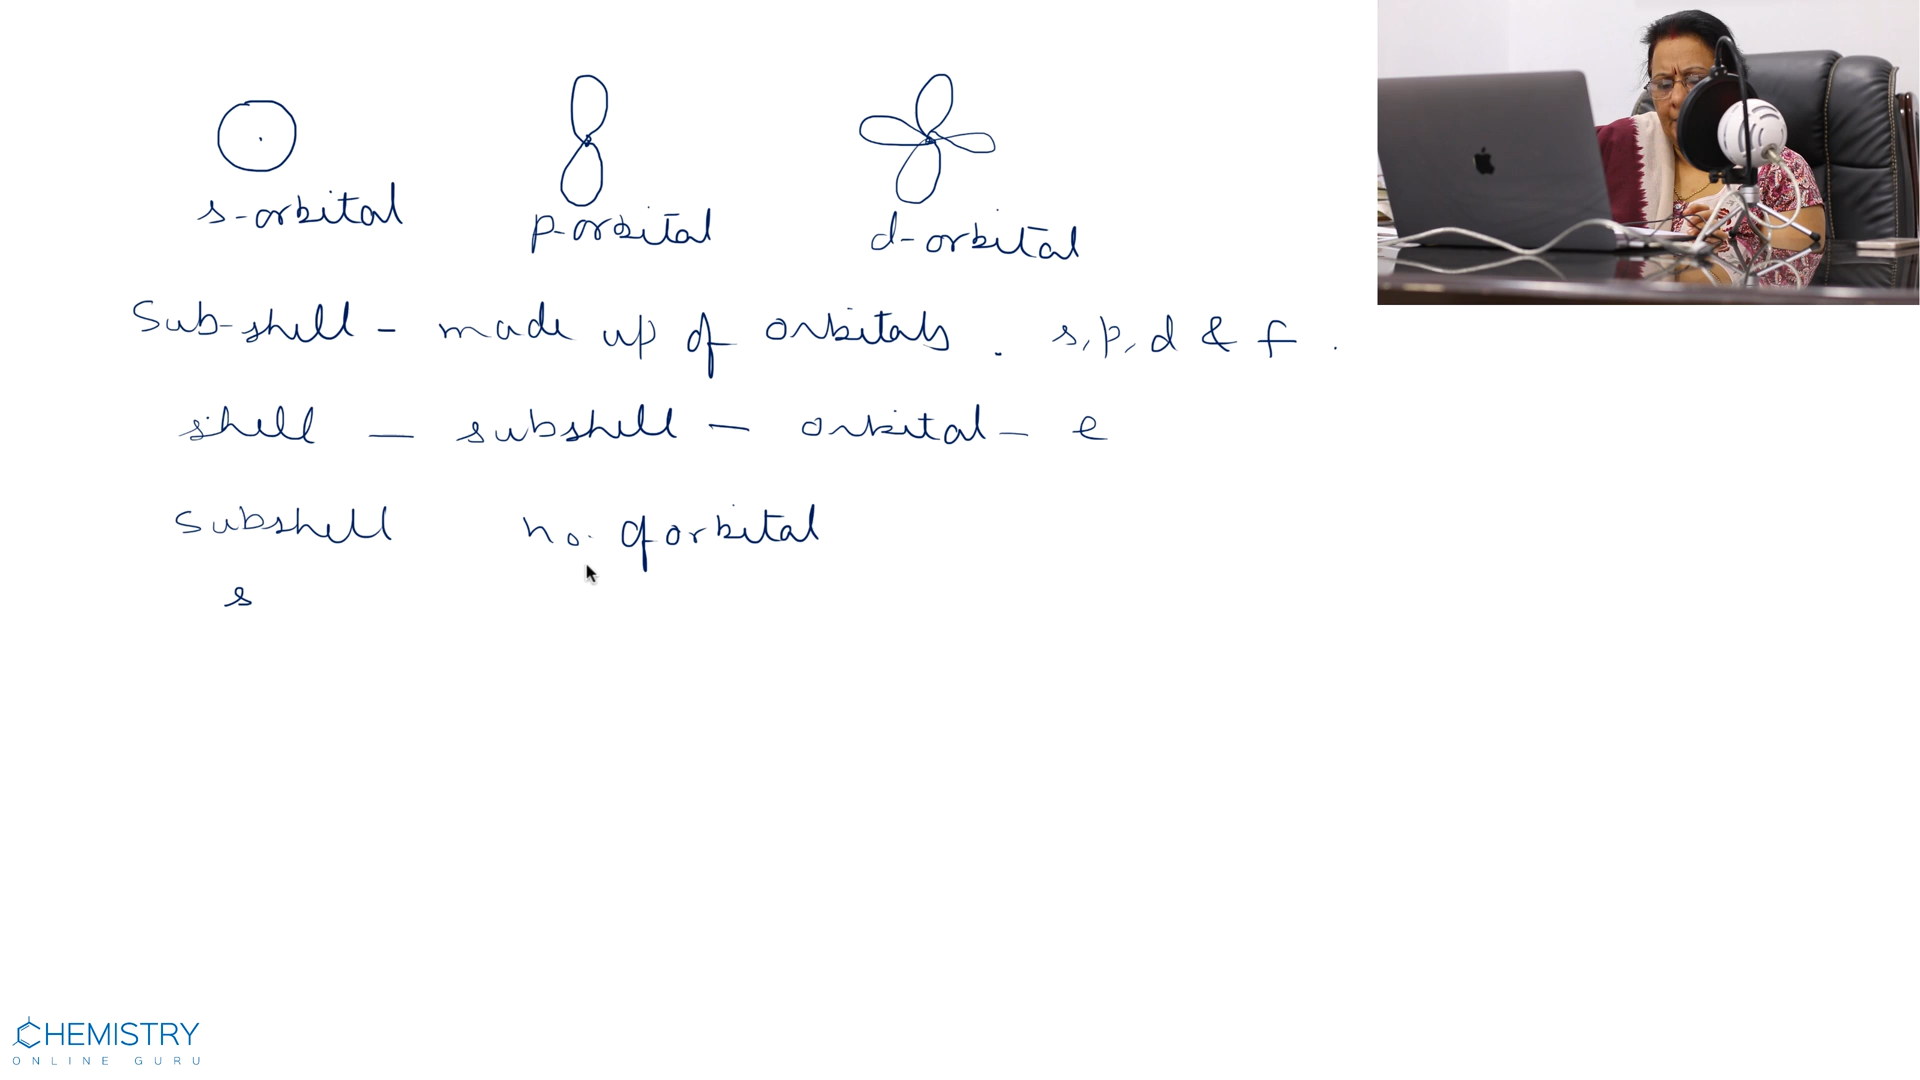 s-orbital p-orbital d-orbital
Sub-shell - made up of orbitals. s, p, d & f.
shell - subshell - orbital - e
Subshell no. of orbital
s
CHEMISTRY
ONLINE GURU